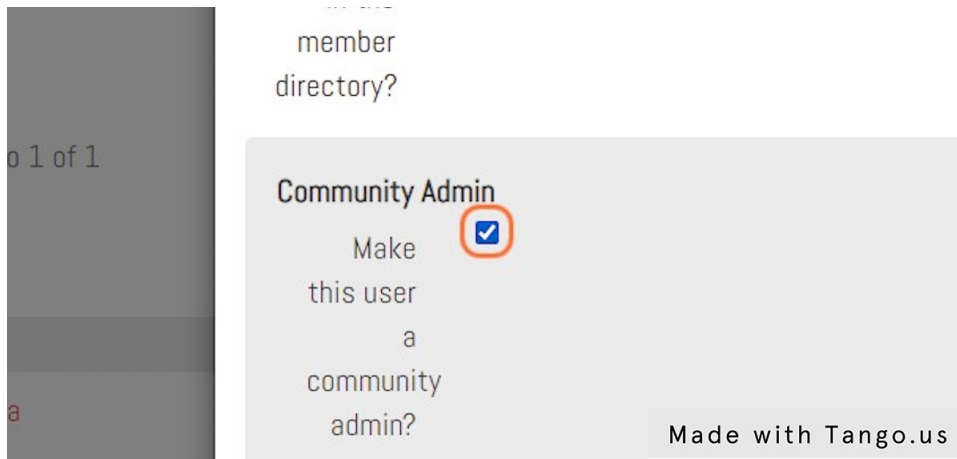 member
directory?
o 1 of 1
Community Admin
Make
this user
a
community
admin?
a
Made with Tango.us